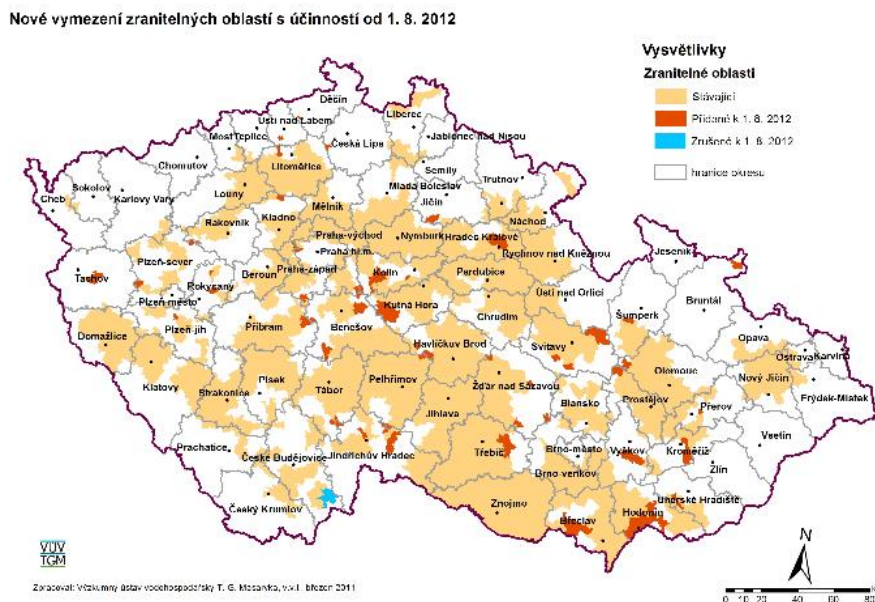 Nové vymezení zranitelných oblastí s účinností od 1. 8. 2012
Vysvětlivky
Zranitelné oblasti
Stávající
Přidané k 1. 8. 2012
Zrušené k 1. 8. 2012
hranice okresu
Děčín
Liberec
Ústí nad Labem
Most Teplice
Česká Lípa
Jablonec nad Nisou
Chomutov
Litoměřice
Semily
Sokolov
Karlovy Vary
Cheb
Louny
Mělník
Mladá Boleslav
Trutnov
Jičín
Rakovník
Kladno
Náchod
Praha-východ
Nymburk
Hradec Králové
Praha hl.m.
Rychnov nad Kněžnou
Plzeň-sever
Jeseník
Tachov
Beroun
Praha-západ
Kolín
Pardubice
Rokycany
Bruntál
Plzeň-město
Kutná Hora
Ústí nad Orlicí
Šumperk
Plzeň-jih
Příbram
Benešov
Chrudim
Opava
Domažlice
Havlíčkův Brod
Svitavy
Ostrava
Karviná
Klatovy
Písek
Pelhřimov
Olomouc
Nový Jičín
Strakonice
Tábor
Žďár nad Sázavou
Frýdek-Místek
Jihlava
Blansko
Prostějov
Přerov
Prachatice
České Budějovice
Jindřichův Hradec
Třebíč
Brno-město
Vyškov
Kroměříž
Vsetín
Zlín
Brno-venkov
Český Krumlov
Znojmo
Uherské Hradiště
Břeclav
Hodonín
VÚV
TGM
N
Zpracoval: Výzkumný ústav vodohospodářský T. G. Masaryka, v.v.i., březen 2011
0 10 20 40 60 80